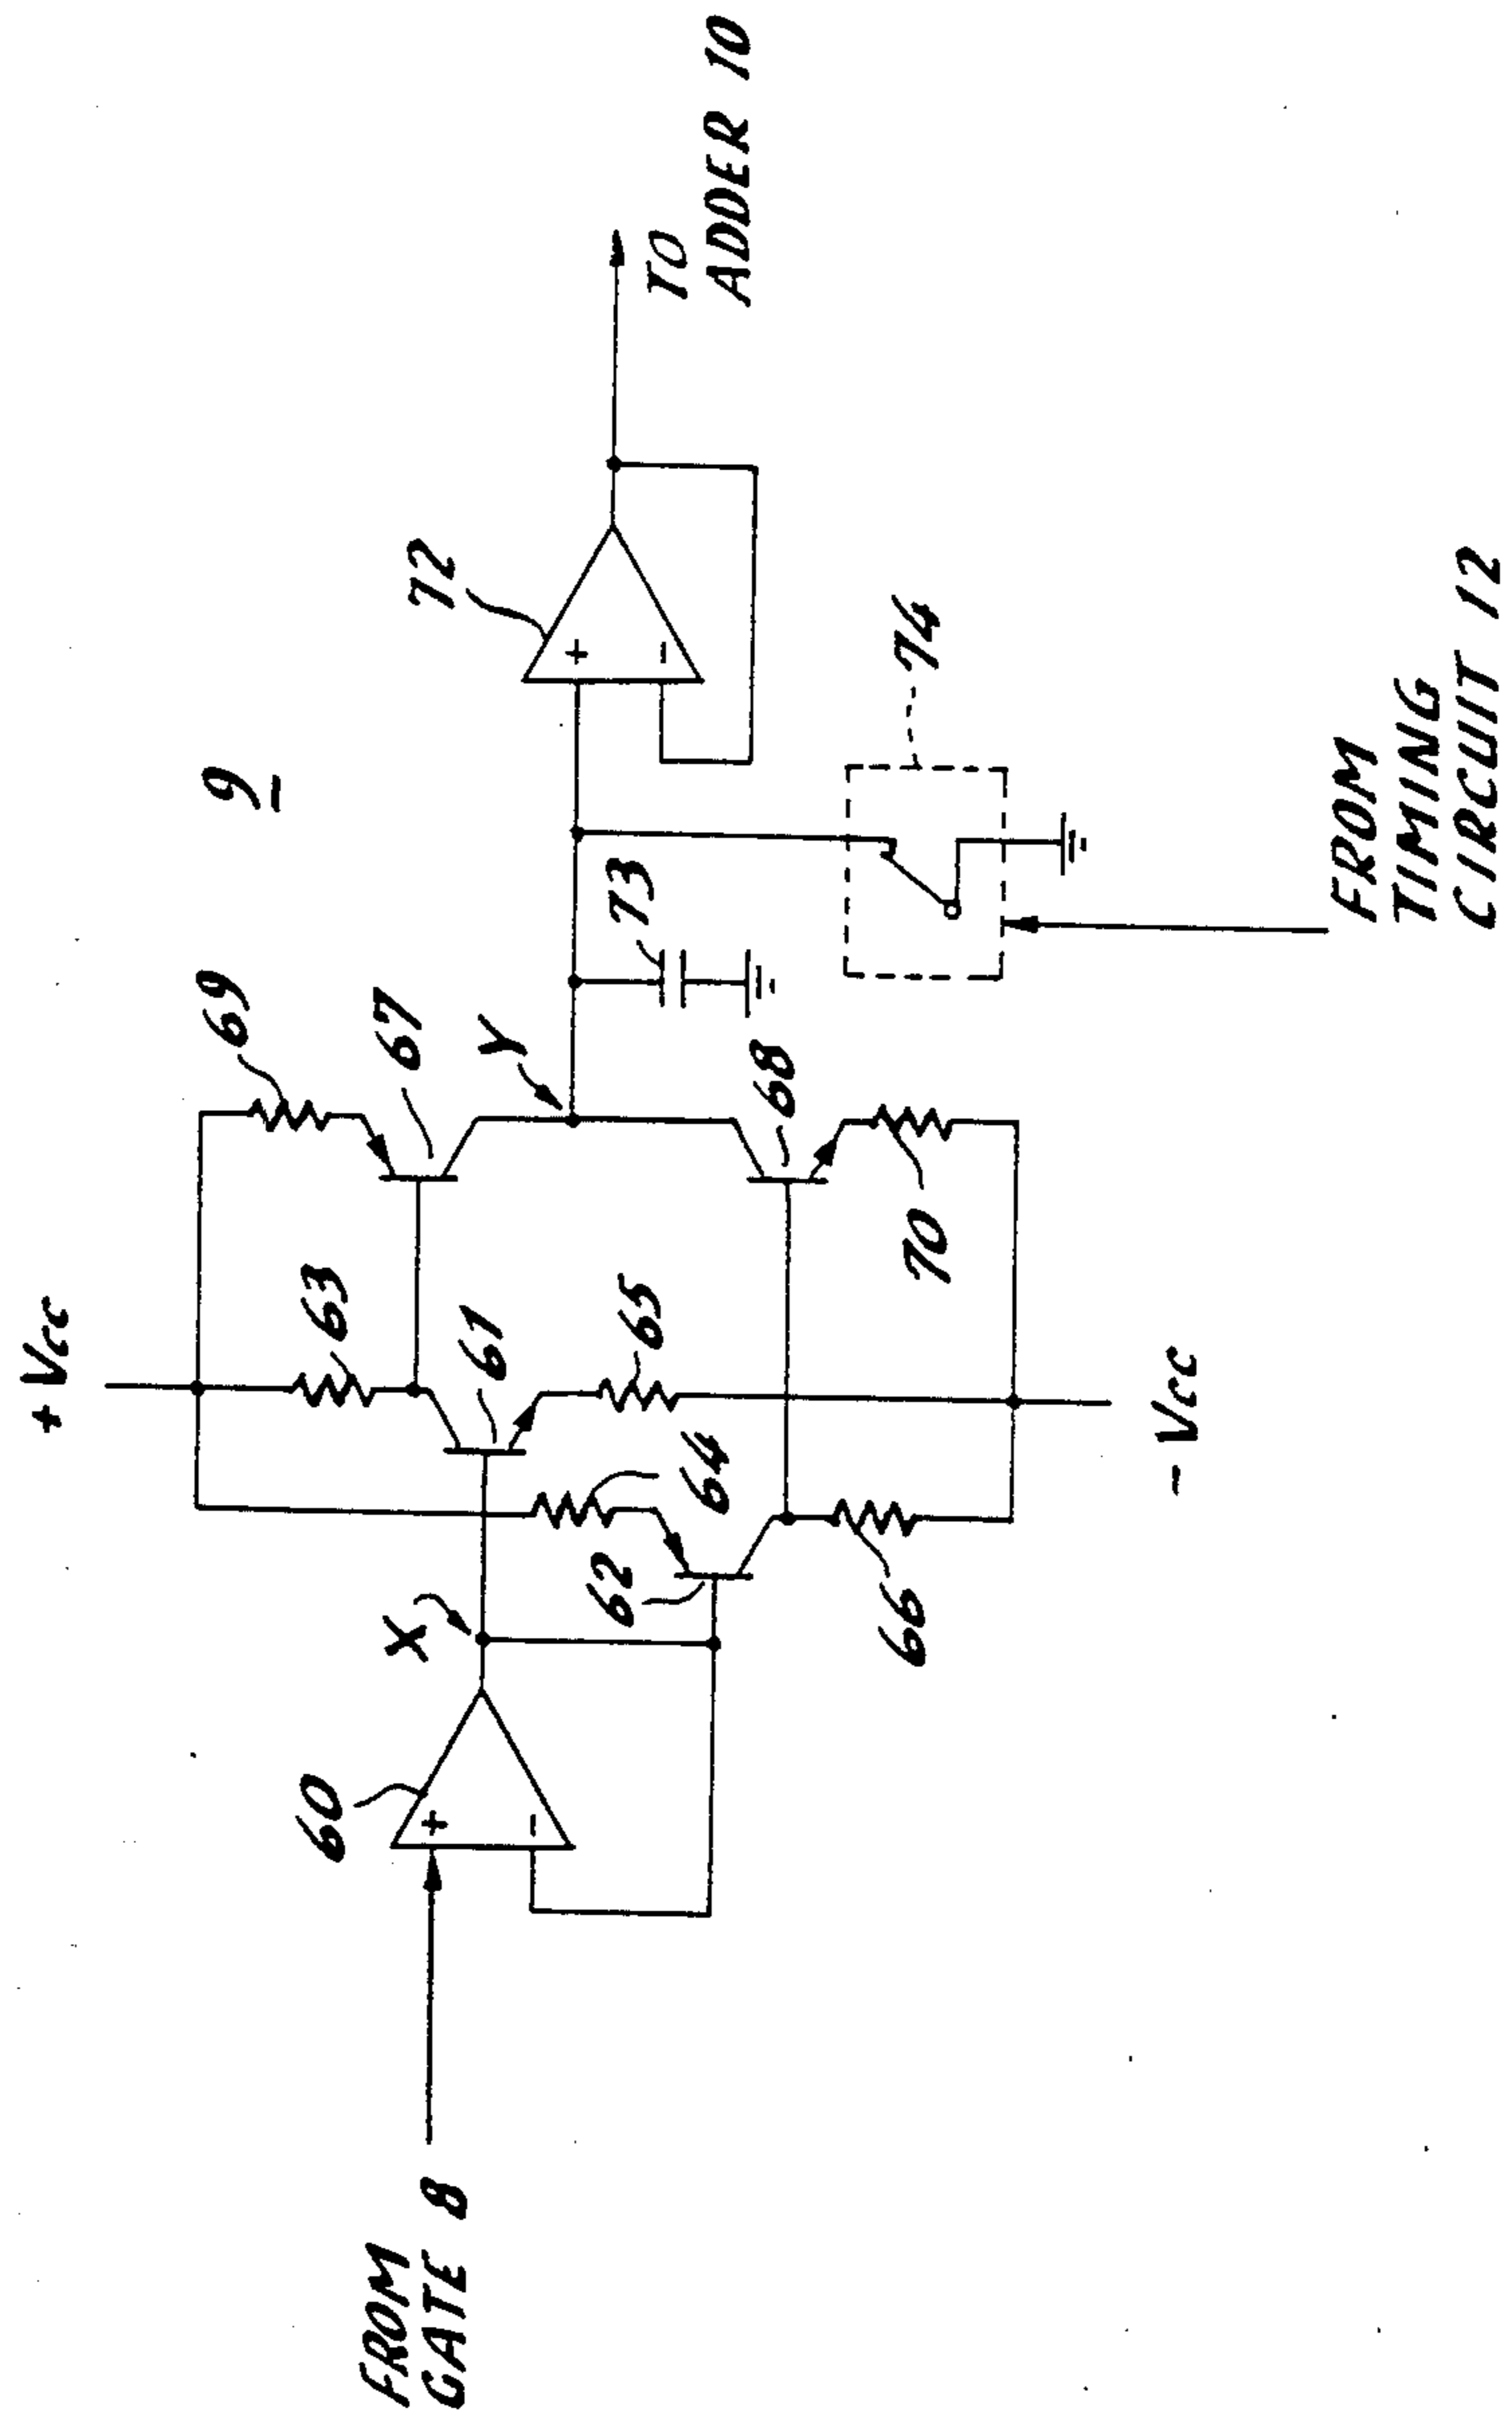 9
+ Vcc
69
63
67
72
61
Y
X
60
65
73
TO
ADDER 10
FROM
GATE 8
64
62
68
74
70
66
- Vcc
FROM
TIMING
CIRCUIT 12
+
-
+
-